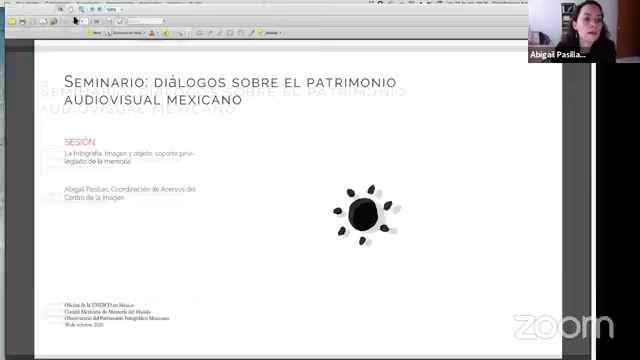 SEMINARIO: DIÁLOGOS SOBRE EL PATRIMONIO
AUDIOVISUAL MEXICANO
SESIÓN
La fotografía. Imagen y objeto, soporte privi-
legiado de la memoria
Abigail Pasillas, Coordinación de Acervos del
Centro de la Imagen
Oficina de la UNESCO en México
Comité Mexicano de Memoria del Mundo
Observatorio del Patrimonio Fotográfico Mexicano
30 de octubre 2020
Abigail Pasilla...
zoom